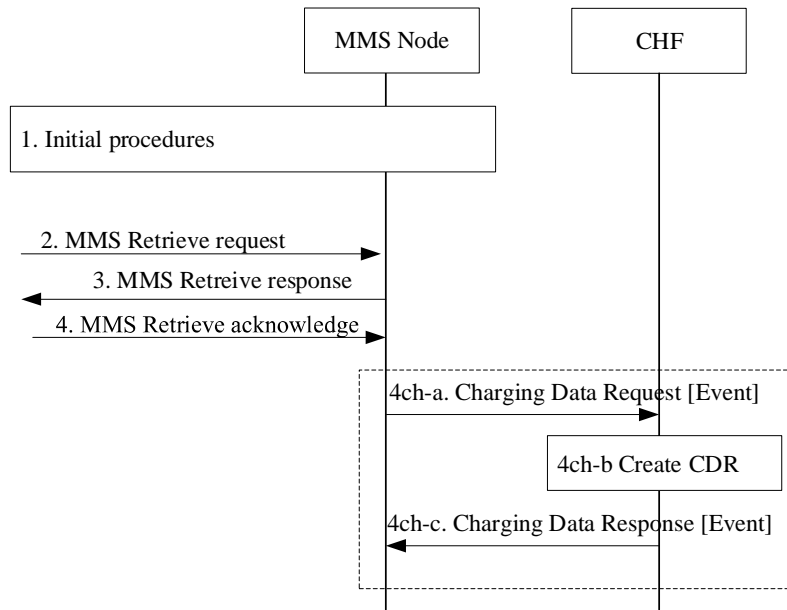 MMS Node
CHF
1. Initial procedures
2. MMS Retrieve request
3. MMS Retreive response
4. MMS Retrieve acknowledge
4ch-a. Charging Data Request [Event]
4ch-b Create CDR
4ch-c. Charging Data Response [Event]